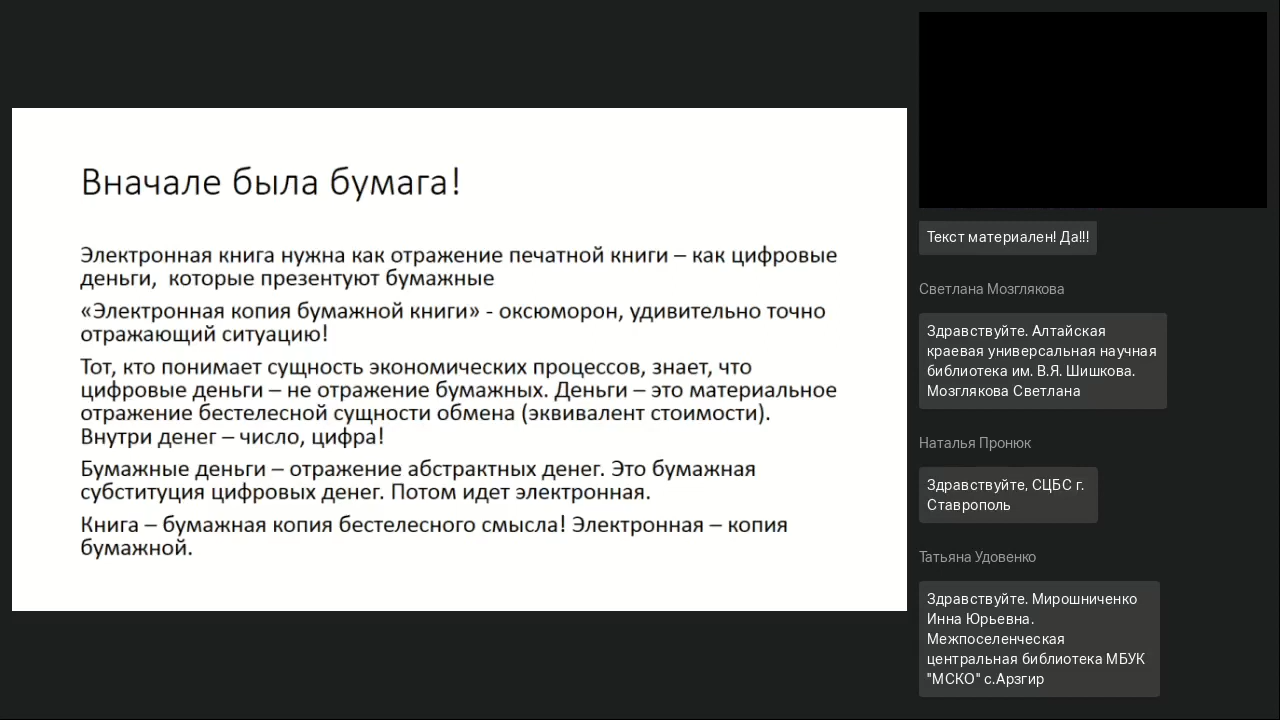 Вначале была бумага!
Электронная книга нужна как отражение печатной книги – как цифровые
деньги,  которые презентуют бумажные
«Электронная копия бумажной книги» - оксюморон, удивительно точно
отражающий ситуацию!
Тот, кто понимает сущность экономических процессов, знает, что
цифровые деньги – не отражение бумажных. Деньги – это материальное
отражение бестелесной сущности обмена (эквивалент стоимости).
Внутри денег – число, цифра!
Бумажные деньги – отражение абстрактных денег. Это бумажная
субституция цифровых денег. Потом идет электронная.
Книга – бумажная копия бестелесного смысла! Электронная – копия
бумажной.
Текст материален! Да!!!
Светлана Мозглякова
Здравствуйте. Алтайская
краевая универсальная научная
библиотека им. В.Я. Шишкова.
Мозглякова Светлана
Наталья Пронюк
Здравствуйте, СЦБС г.
Ставрополь
Татьяна Удовенко
Здравствуйте. Мирошниченко
Инна Юрьевна.
Межпоселенческая
центральная библиотека МБУК
"МСКО" с.Арзгир